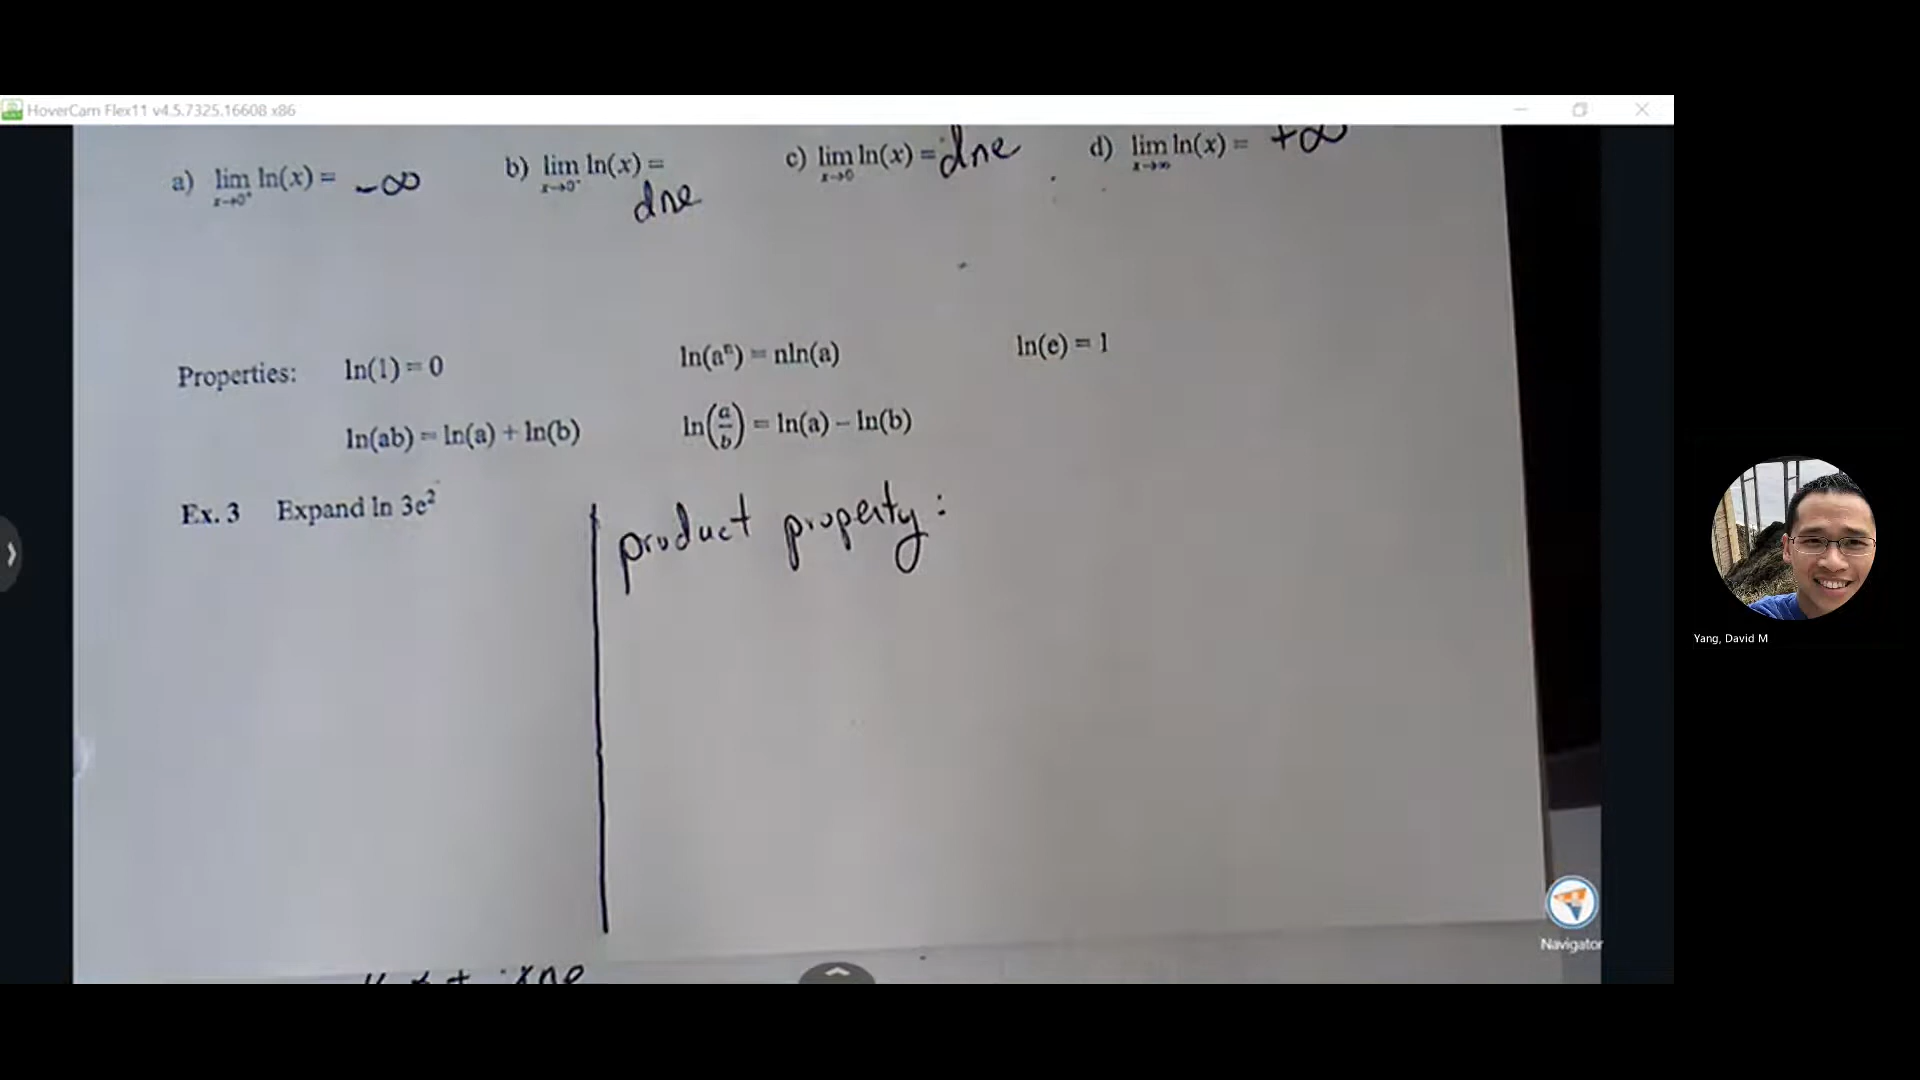 HoverCam Flex11 v4.5.7325.16608 x86
a) lim x→0⁺ ln(x) = -∞ b) lim x→0⁻ ln(x) = dne c) lim x→0 ln(x) = dne d) lim x→∞ ln(x) = +∞
Properties: ln(1) = 0 ln(aⁿ) = nln(a) ln(e) = 1
ln(ab) = ln(a) + ln(b) ln(a/b) = ln(a) – ln(b)
Ex. 3 Expand ln 3e²
product property:
Yang, David M
Navigator